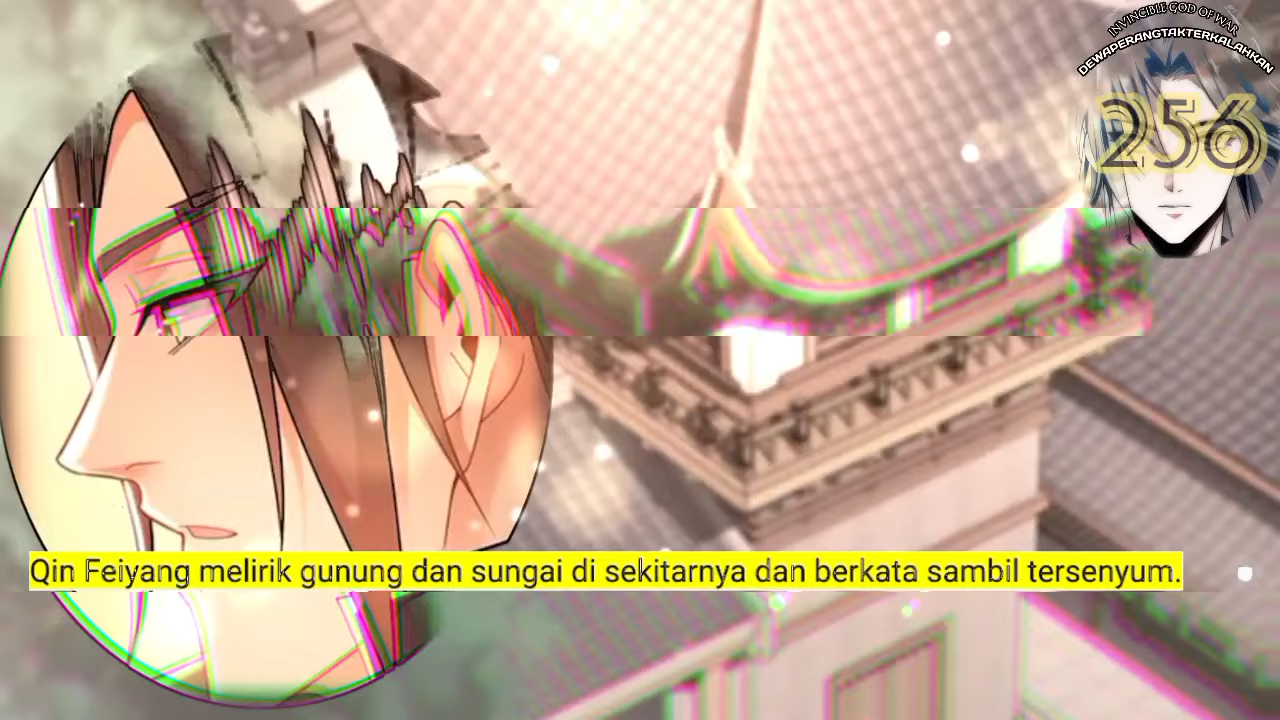 INVINCIBLE GOD OF WAR
DEWAPERANGTAKTERKALAHKAN
256
Qin Feiyang melirik gunung dan sungai di sekitarnya dan berkata sambil tersenyum.